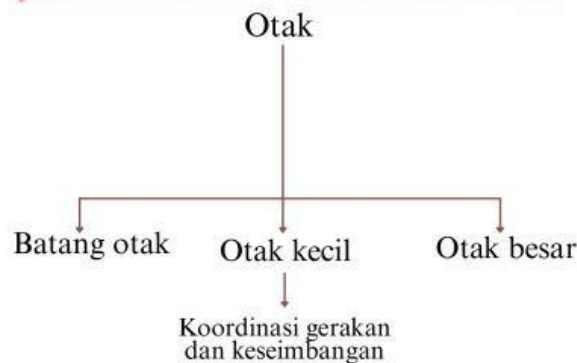 Otak
Batang otak
Otak kecil
Otak besar
Koordinasi gerakan
dan keseimbangan